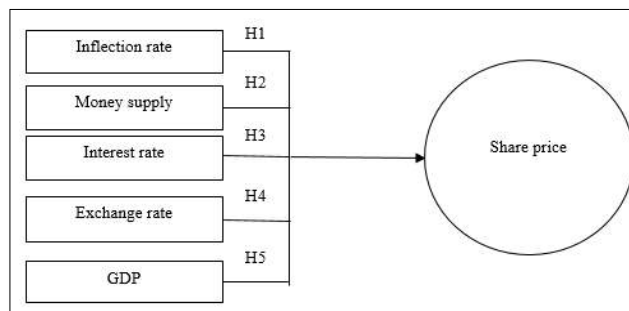 Inflection rate
H1
Money supply
H2
Interest rate
H3
Exchange rate
H4
GDP
H5
Share price